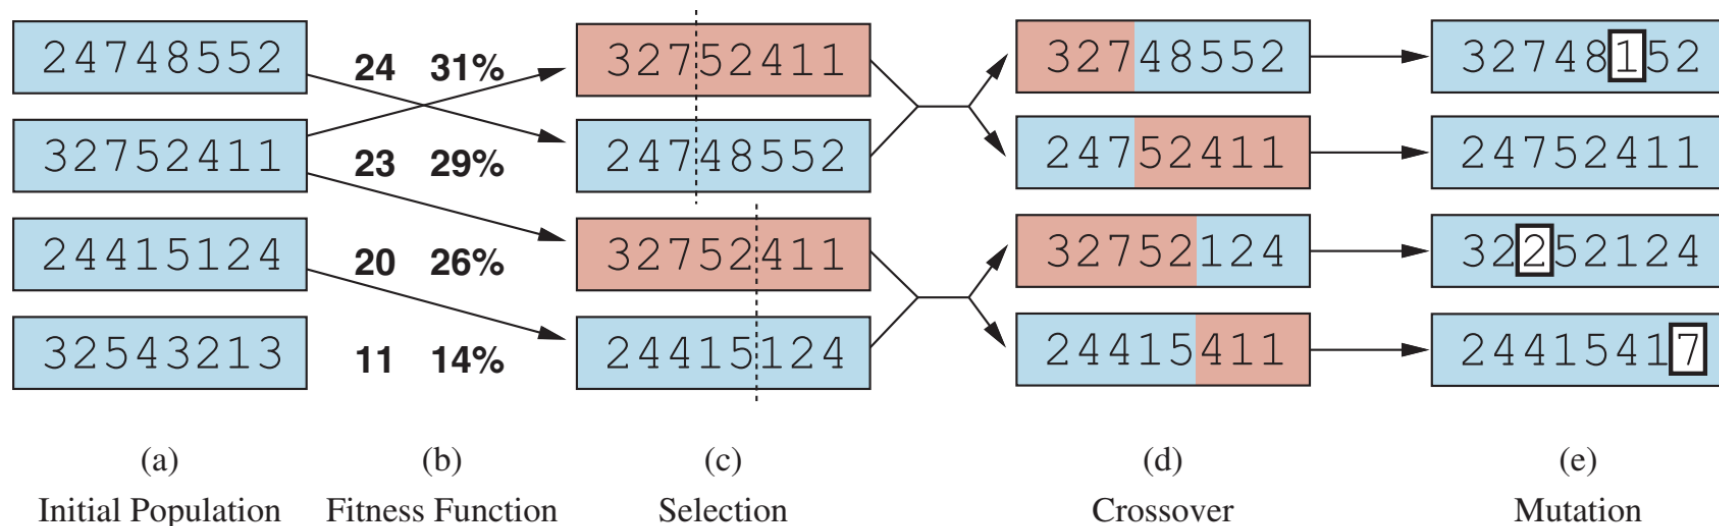 24748552 24 31% 32752411 32748552 32748152
32752411 23 29% 24748552 24752411 24752411
24415124 20 26% 32752411 32752124 32252124
32543213 11 14% 24415124 24415411 24415417
(a) (b) (c) (d) (e)
Initial Population Fitness Function Selection Crossover Mutation